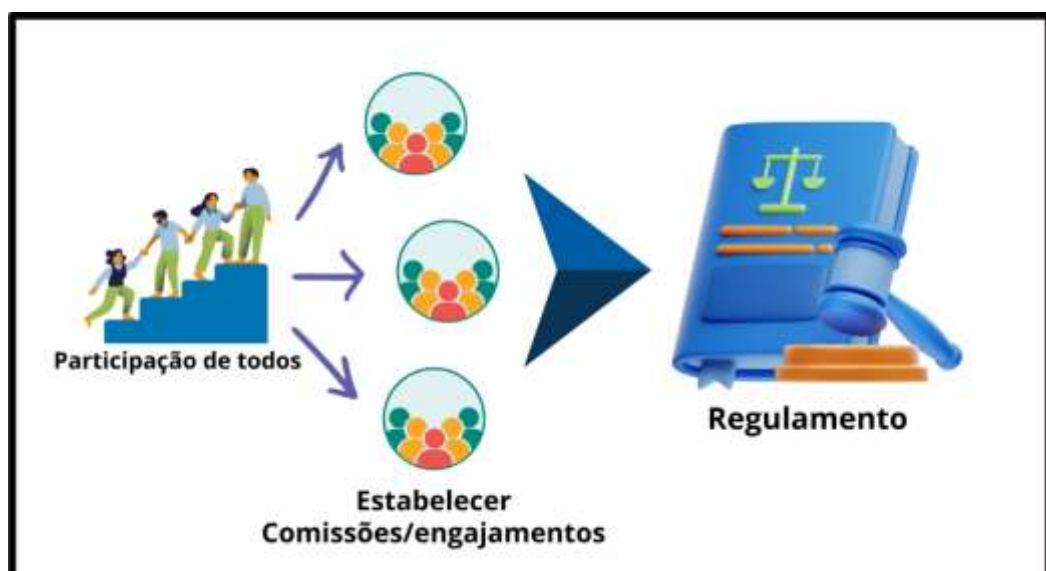 Participação de todos
Estabelecer
Comissões/engajamentos
Regulamento